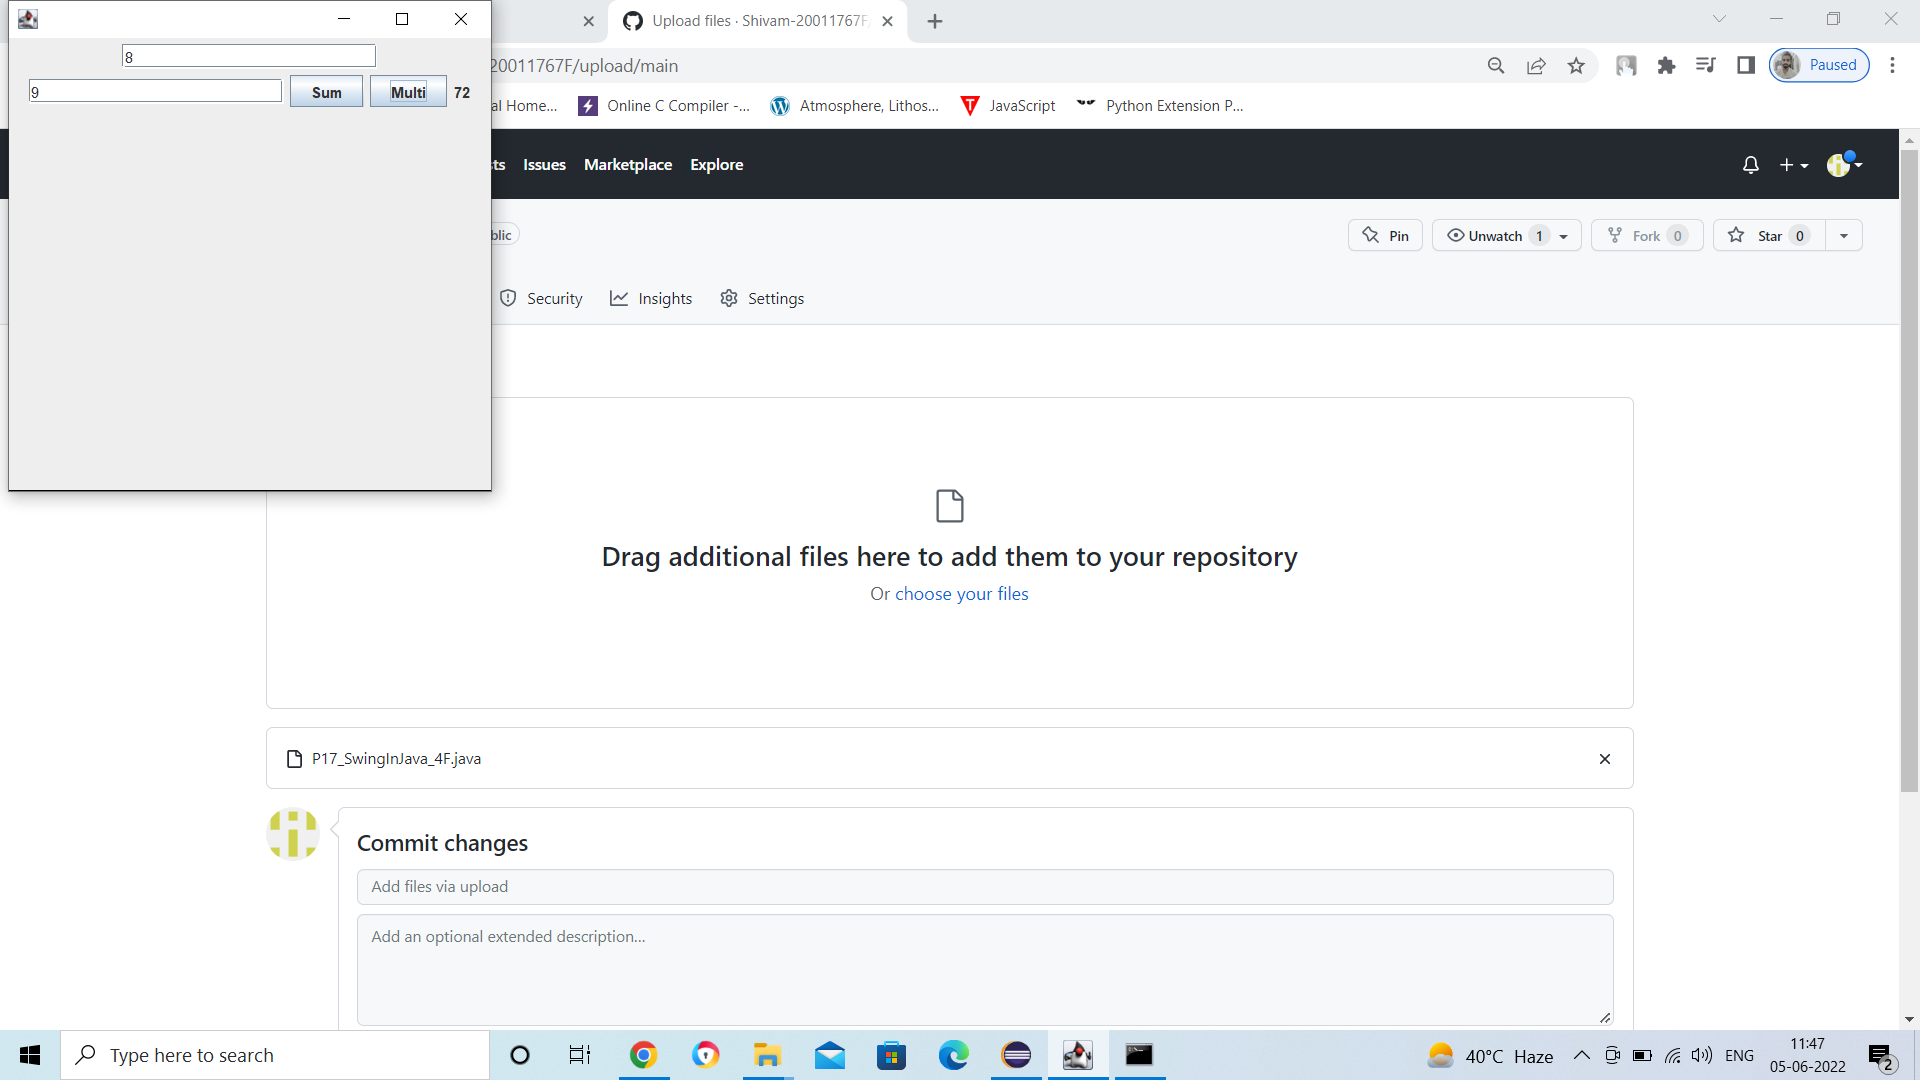 8
9 Sum Multi 72
Upload files · Shivam-20011767F
20011767F/upload/main
Paused
al Home...
Online C Compiler -...
Atmosphere, Lithos...
JavaScript
Python Extension P...
sts Issues Marketplace Explore
blic
Pin
Unwatch 1
Fork 0
Star 0
Security
Insights
Settings
Drag additional files here to add them to your repository
Or choose your files
P17_SwingInJava_4F.java
Commit changes
Add files via upload
Add an optional extended description...
Type here to search
40°C Haze
ENG
11:47
05-06-2022
2